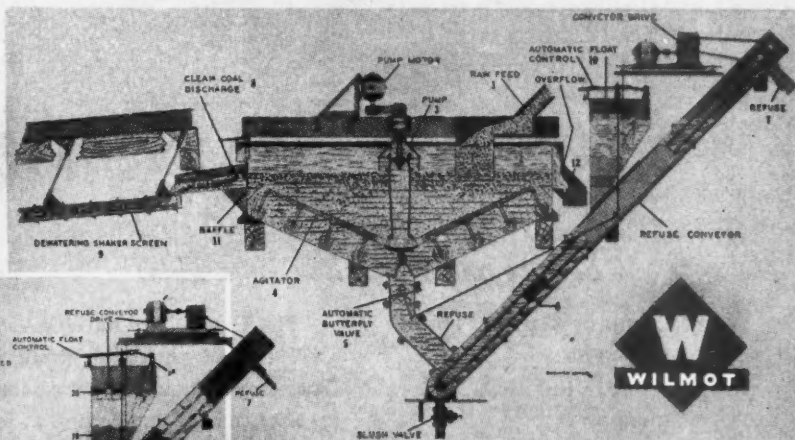 CONVEYOR DRIVE
AUTOMATIC FLOAT
CONTROL 10
PUMP MOTOR
RAW FEED
1
OVERFLOW
CLEAN COAL 8
DISCHARGE
PUMP
REFUSE
7
12
DEWATERING SHAKER SCREEN
9
BAFFLE
11
REFUSE CONVEYOR
AGITATOR
4
AUTOMATIC
BUTTERFLY
VALVE
5
REFUSE
REFUSE CONVEYOR
DRIVE
AUTOMATIC FLOAT
CONTROL
REFUSE
7
SLUSH VALVE
W
WILMOT